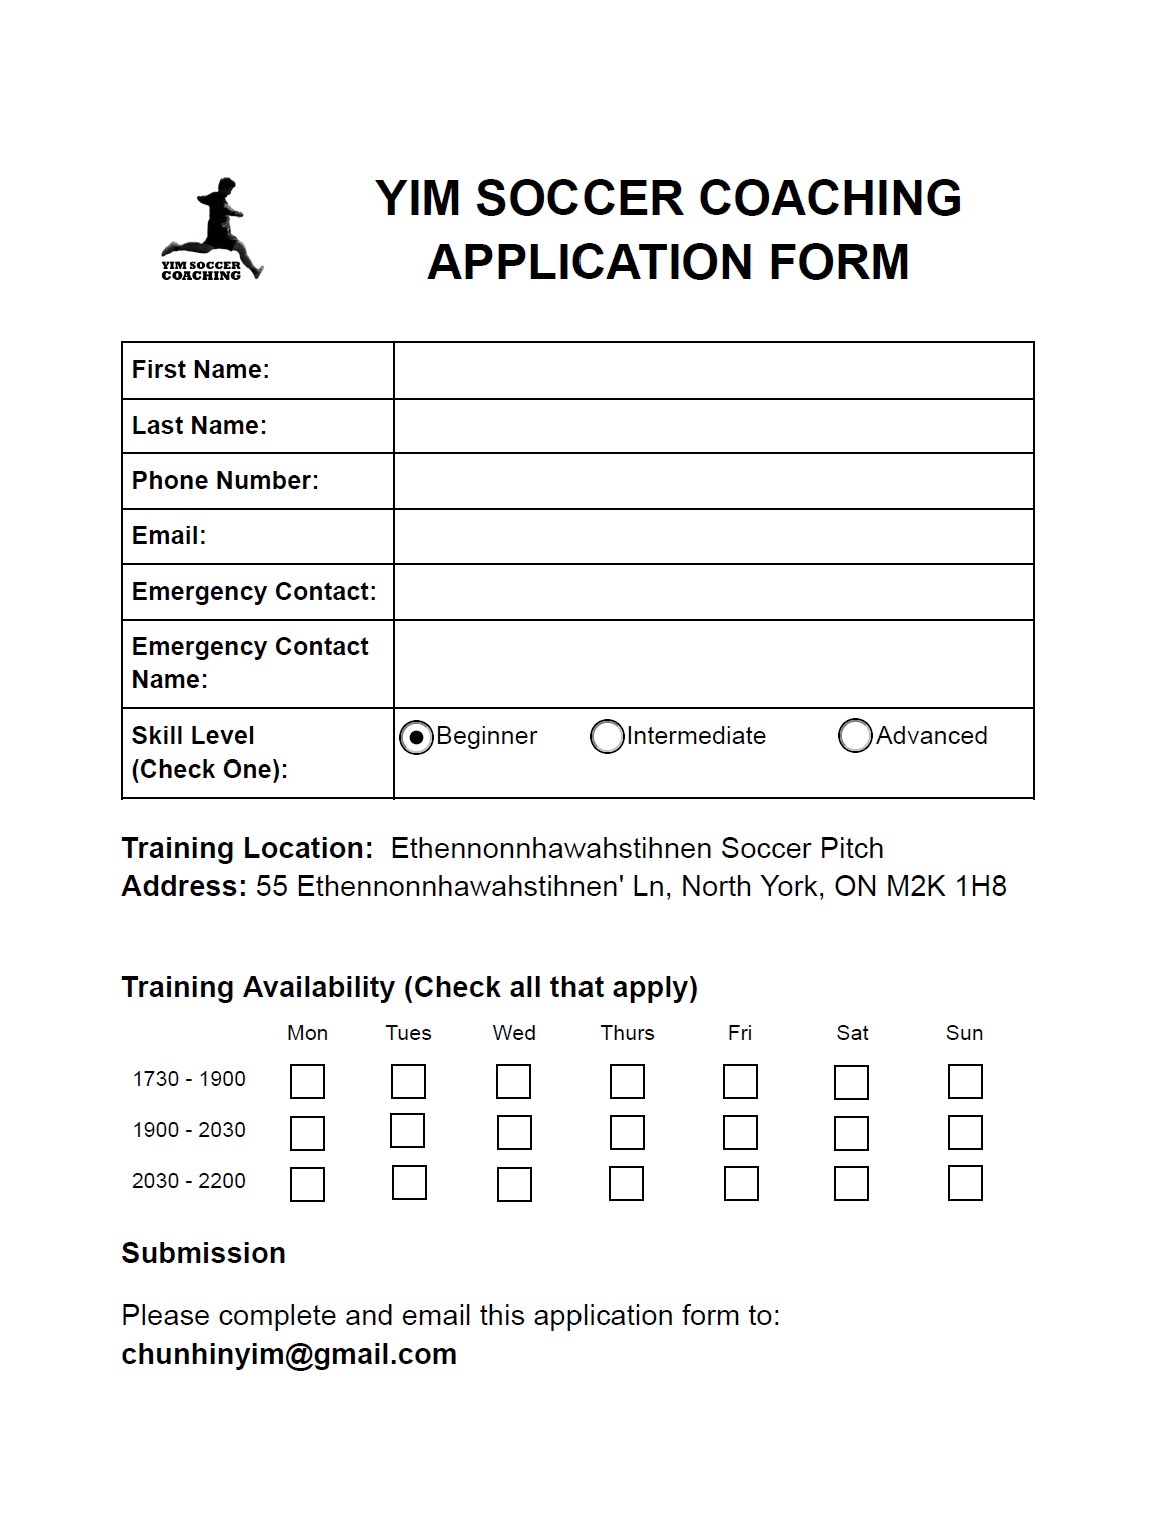 YIM SOCCER
COACHING
YIM SOCCER COACHING
APPLICATION FORM
First Name:
Last Name:
Phone Number:
Email:
Emergency Contact:
Emergency Contact
Name:
Skill Level
(Check One):
Beginner Intermediate Advanced
Training Location: Ethennonnhawahstihnen Soccer Pitch
Address: 55 Ethennonnhawahstihnen' Ln, North York, ON M2K 1H8
Training Availability (Check all that apply)
Mon Tues Wed Thurs Fri Sat Sun
1730 - 1900
1900 - 2030
2030 - 2200
Submission
Please complete and email this application form to:
chunhinyim@gmail.com